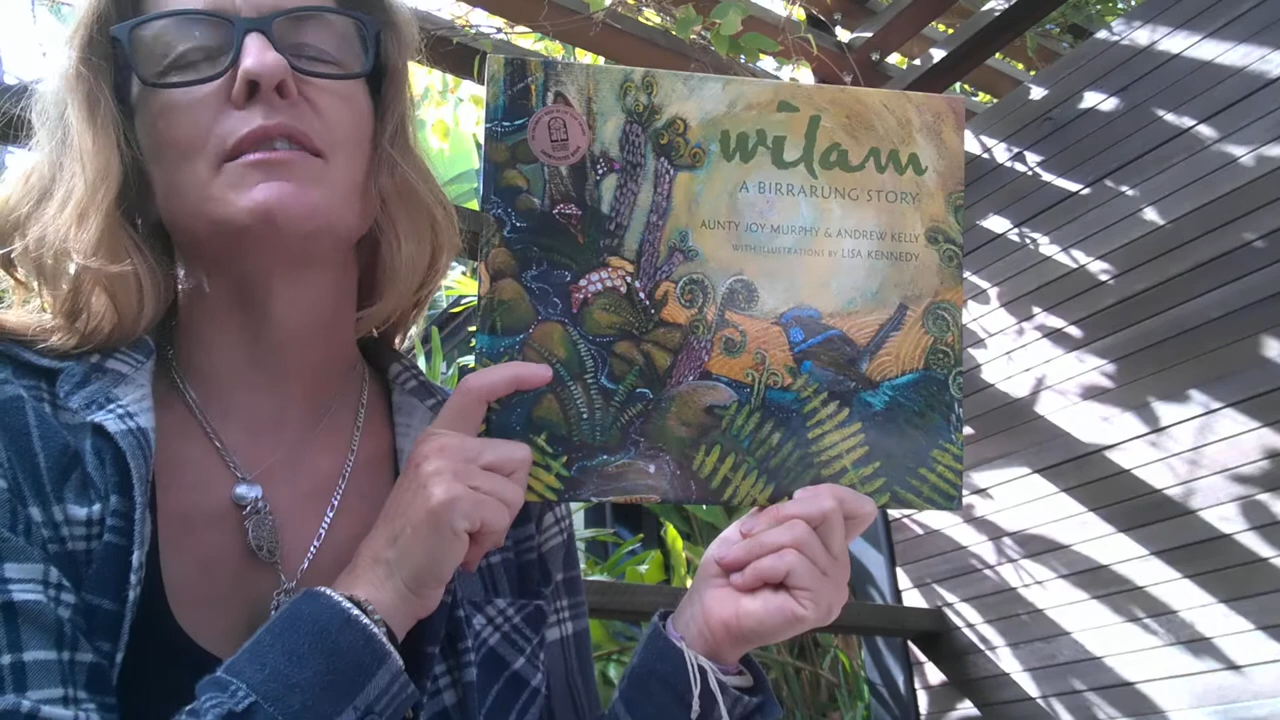 wilam
A BIRRARUNG STORY
AUNTY JOY MURPHY & ANDREW KELLY
WITH ILLUSTRATIONS BY LISA KENNEDY